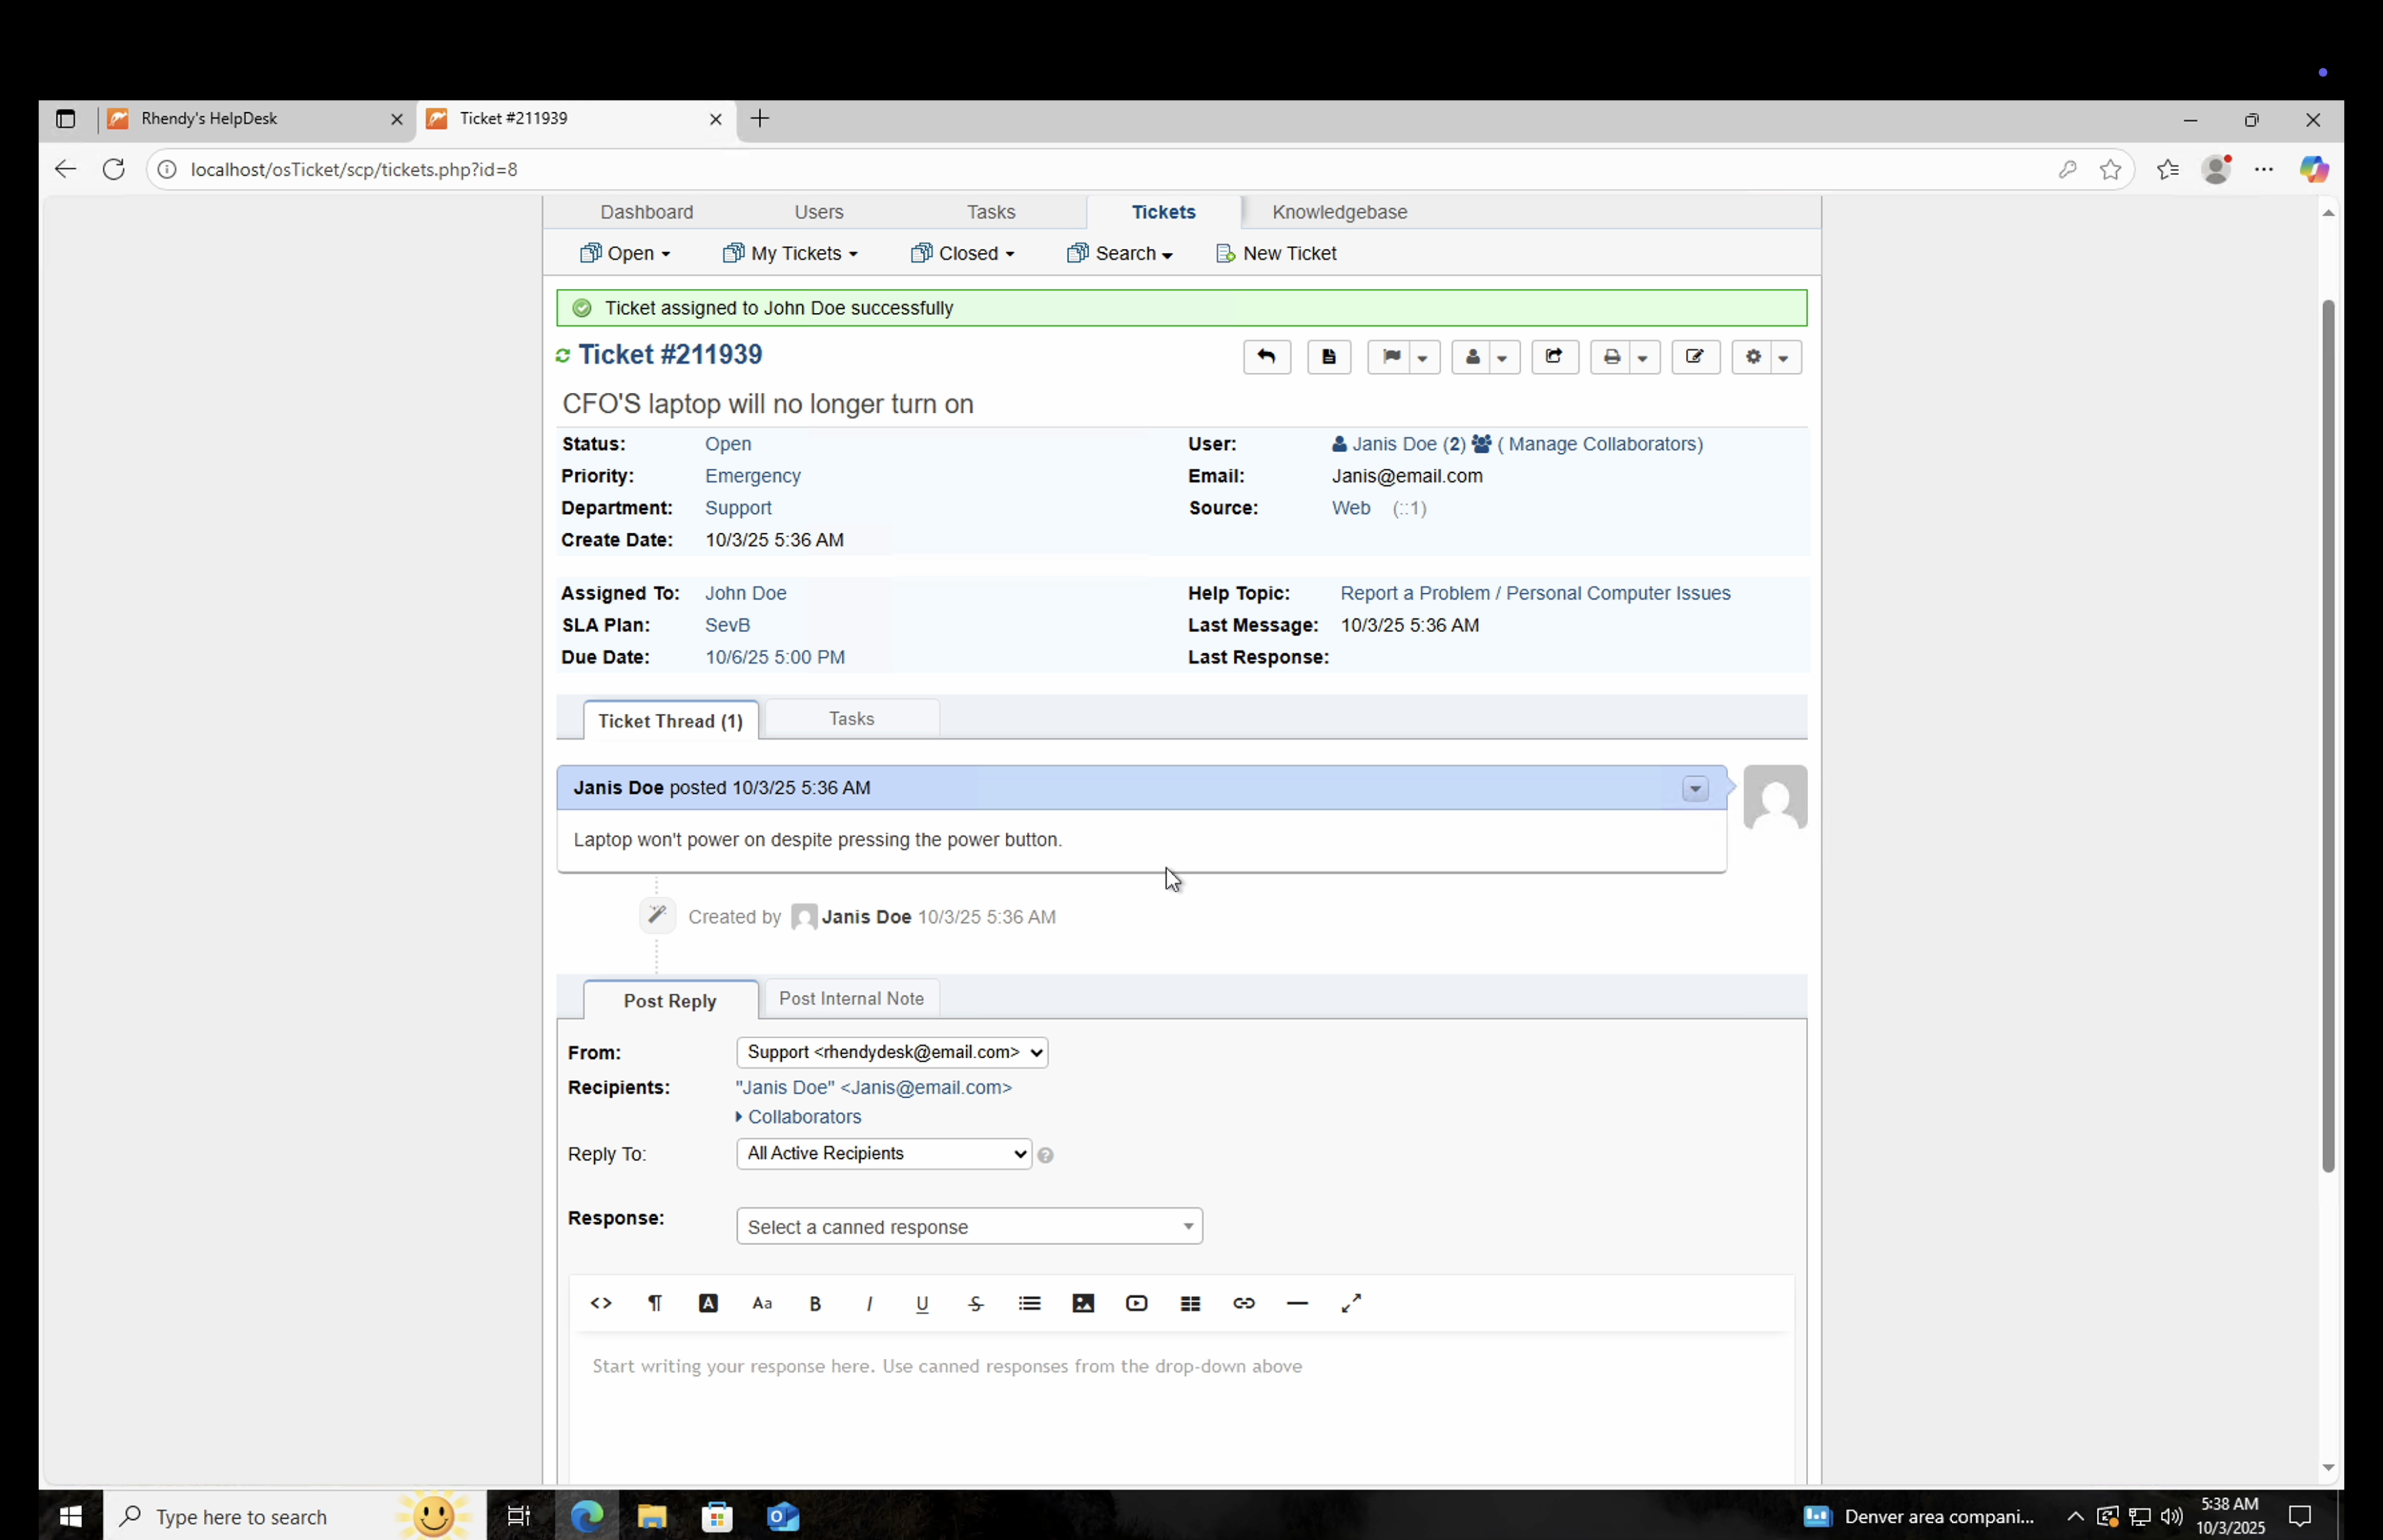 Rhendy's HelpDesk
Ticket #211939
localhost/osTicket/scp/tickets.php?id=8
Dashboard Users Tasks Tickets Knowledgebase
Open My Tickets Closed Search New Ticket
Ticket assigned to John Doe successfully
Ticket #211939
CFO'S laptop will no longer turn on
Status: Open User: Janis Doe (2) ( Manage Collaborators)
Priority: Emergency Email: Janis@email.com
Department: Support Source: Web (::1)
Create Date: 10/3/25 5:36 AM
Assigned To: John Doe Help Topic: Report a Problem / Personal Computer Issues
SLA Plan: SevB Last Message: 10/3/25 5:36 AM
Due Date: 10/6/25 5:00 PM Last Response:
Ticket Thread (1) Tasks
Janis Doe posted 10/3/25 5:36 AM
Laptop won't power on despite pressing the power button.
Created by Janis Doe 10/3/25 5:36 AM
Post Reply Post Internal Note
From: Support <rhendydesk@email.com>
Recipients: "Janis Doe" <Janis@email.com>
Collaborators
Reply To: All Active Recipients
Response: Select a canned response
A Aa B I U S
Start writing your response here. Use canned responses from the drop-down above
Type here to search
Denver area compani...
5:38 AM
10/3/2025